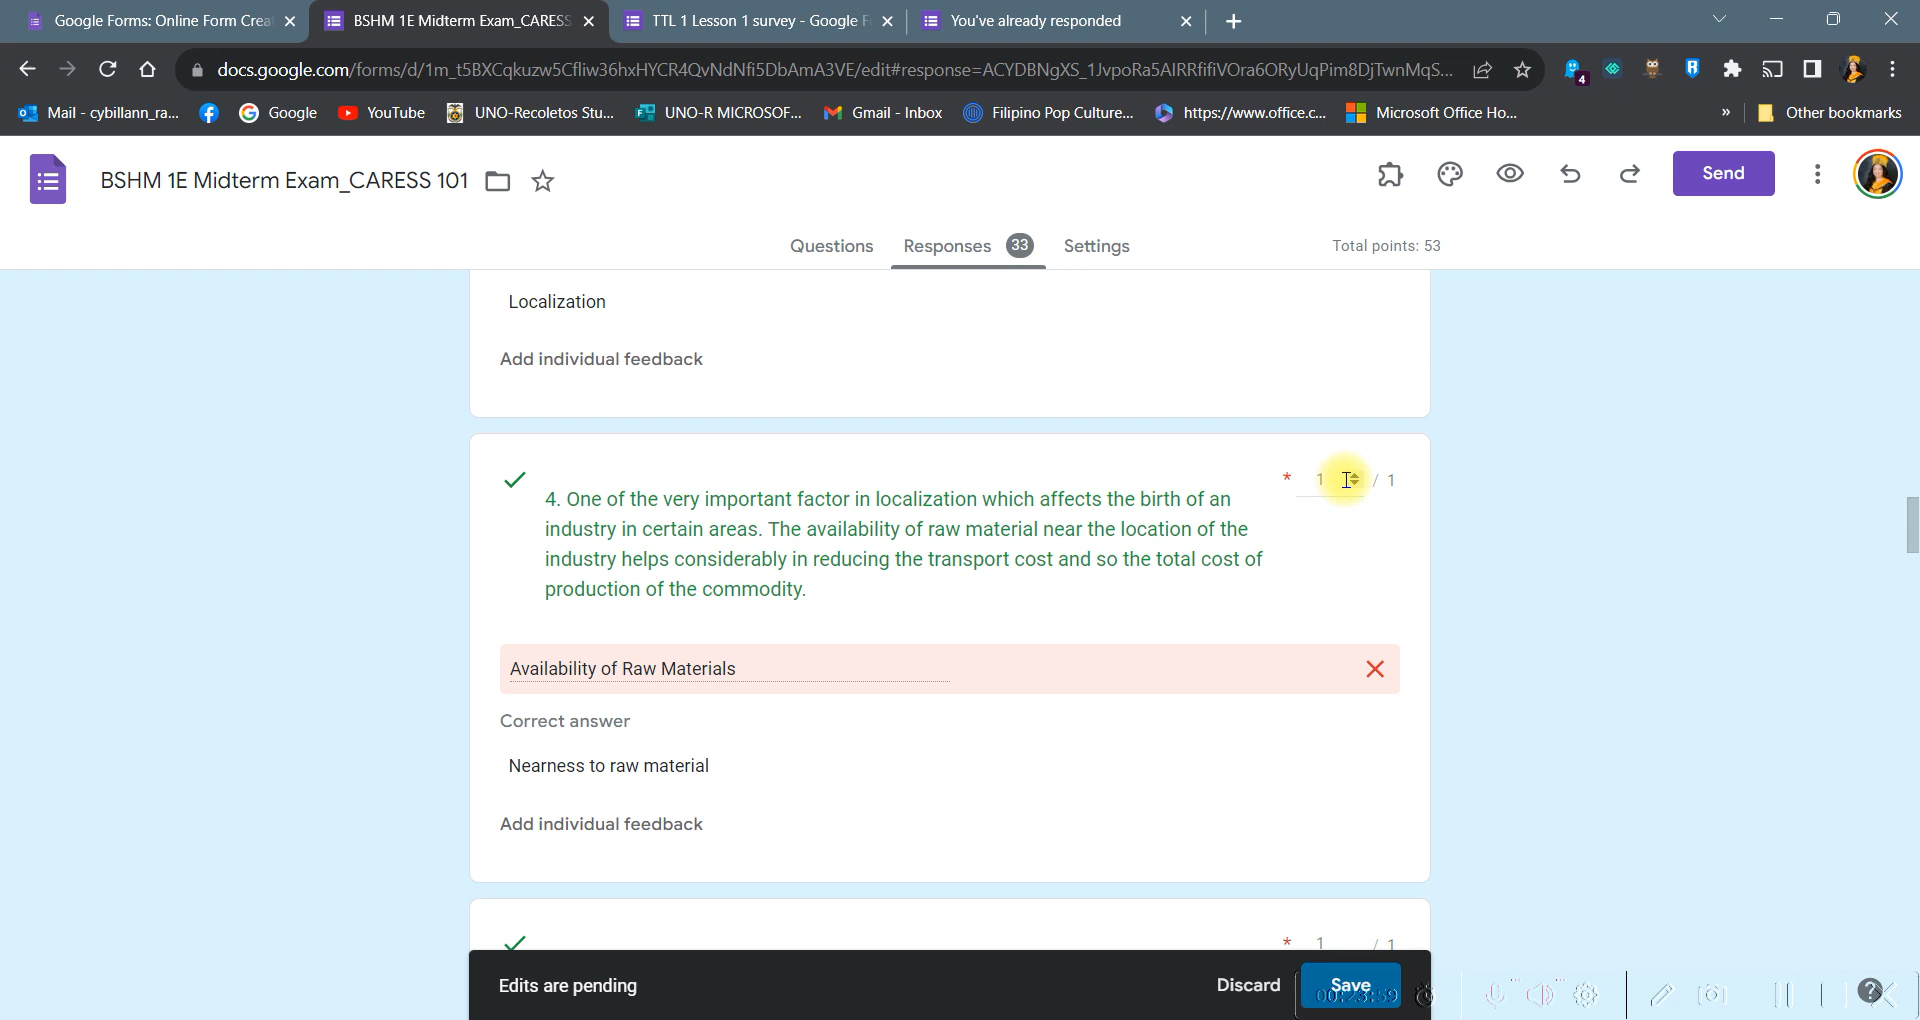 Google Forms: Online Form Crea
BSHM 1E Midterm Exam_CARESS
TTL 1 Lesson 1 survey - Google F
You've already responded
docs.google.com/forms/d/1m_t5BXCqkuzw5Cfliw36hxHYCR4QvNdNfi5DbAmA3VE/edit#response=ACYDBNgXS_1JvpoRa5AlRRfifiVOra6ORyUqPim8DjTwnMqS...
4
Mail - cybillann_ra...
Google
YouTube
UNO-Recoletos Stu...
UNO-R MICROSOF...
Gmail - Inbox
Filipino Pop Culture...
https://www.office.c...
Microsoft Office Ho...
»
Other bookmarks
BSHM 1E Midterm Exam_CARESS 101
Send
Questions
Responses 33
Settings
Total points: 53
Localization
Add individual feedback
* 1 / 1
4. One of the very important factor in localization which affects the birth of an
industry in certain areas. The availability of raw material near the location of the
industry helps considerably in reducing the transport cost and so the total cost of
production of the commodity.
Availability of Raw Materials
Correct answer
Nearness to raw material
Add individual feedback
* 1 / 1
Edits are pending
Discard
Save
00:23:59